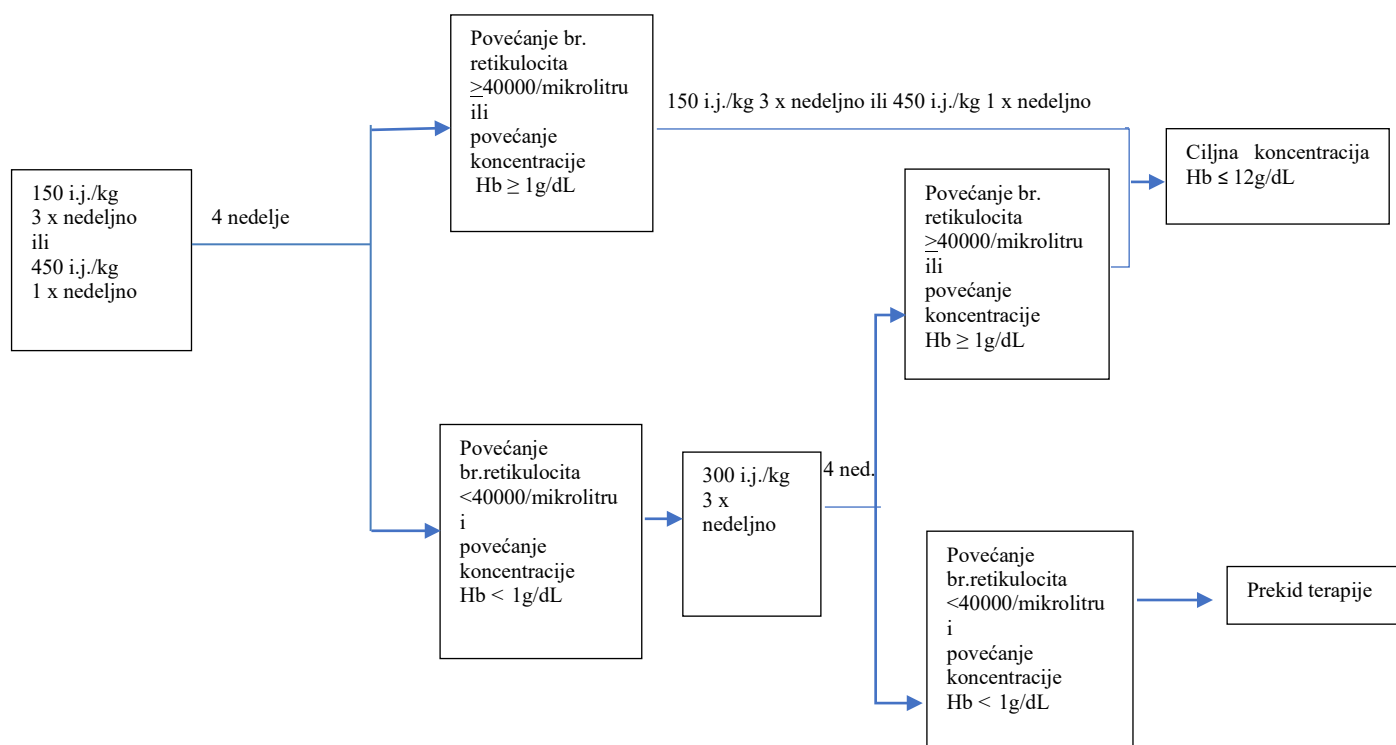 150 i.j./kg
3 x nedeljno
ili
450 i.j./kg
1 x nedeljno
4 nedelje
Povećanje br.
retikulocita
≥40000/mikrolitru
ili
povećanje
koncentracije
Hb ≥ 1g/dL
150 i.j./kg 3 x nedeljno ili 450 i.j./kg 1 x nedeljno
Ciljna koncentracija
Hb ≤ 12g/dL
Povećanje
br.retikulocita
<40000/mikrolitru
i
povećanje
koncentracije
Hb < 1g/dL
300 i.j./kg
3 x
nedeljno
4 ned.
Povećanje br.
retikulocita
≥40000/mikrolitru
ili
povećanje
koncentracije
Hb ≥ 1g/dL
Povećanje
br.retikulocita
<40000/mikrolitru
i
povećanje
koncentracije
Hb < 1g/dL
Prekid terapije